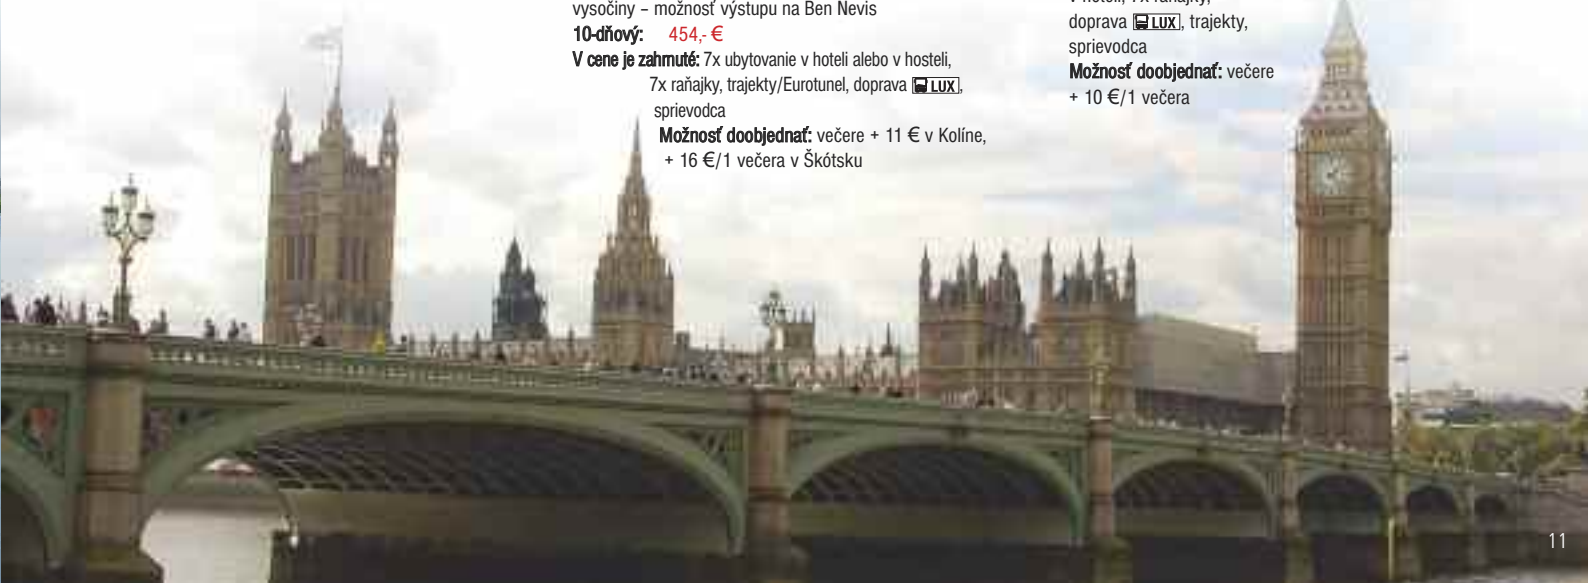 vysočiny – možnosť výstupu na Ben Nevis
10-dňový: 454,- €
V cene je zahrnuté: 7x ubytovanie v hoteli alebo v hosteli,
7x raňajky, trajekty/Eurotunel, doprava LUX,
sprievodca
Možnosť doobjednať: večere + 11 € v Kolíne,
+ 16 €/1 večera v Škótsku
doprava LUX, trajekty,
sprievodca
Možnosť doobjednať: večere
+ 10 €/1 večera
11